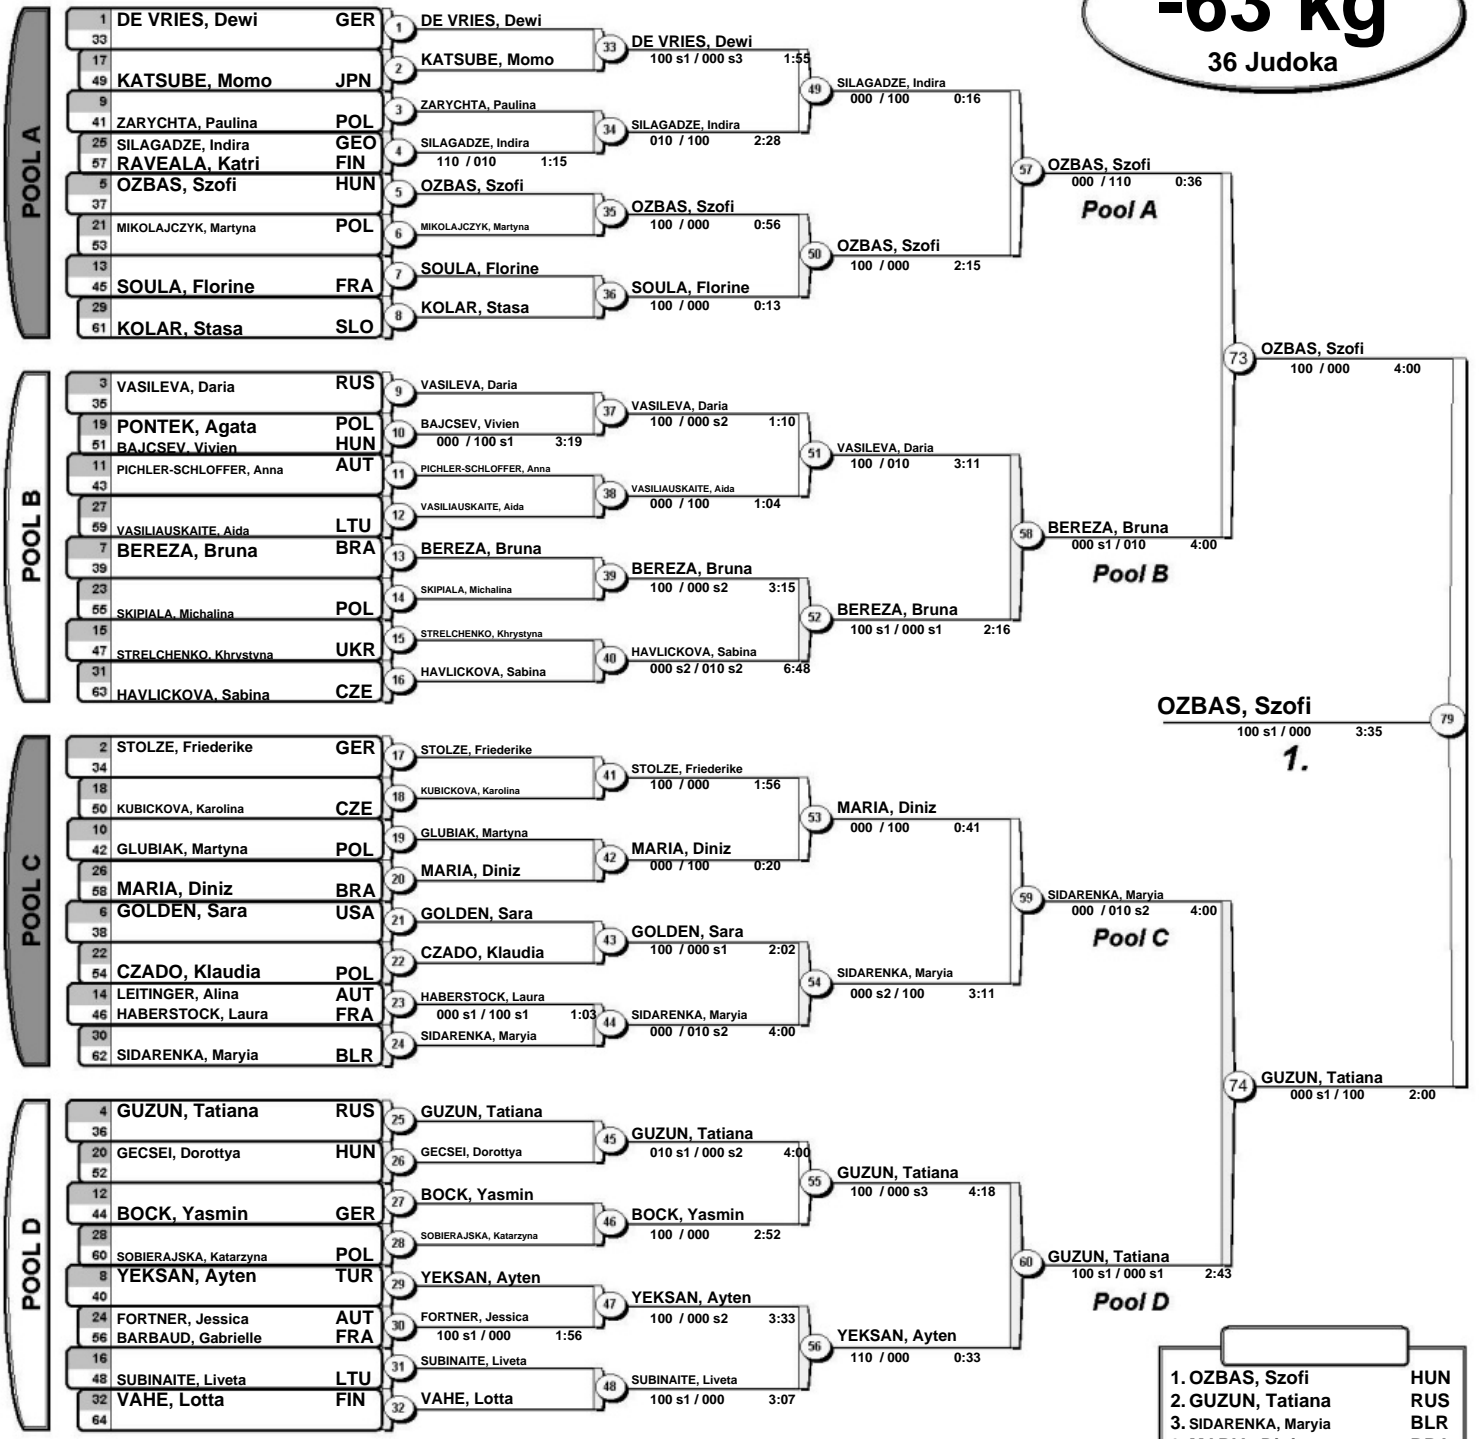 -63 kg
36 Judoka
POOL A
1 DE VRIES, Dewi GER
33
17
49 KATSUBE, Momo JPN
9
41 ZARYCHTA, Paulina POL
25 SILAGADZE, Indira GEO
57 RAVEALA, Katri FIN
5 OZBAS, Szofi HUN
37
21 MIKOLAJCZYK, Martyna POL
53
13
45 SOULA, Florine FRA
29
61 KOLAR, Stasa SLO
1 DE VRIES, Dewi
2 KATSUBE, Momo
3 ZARYCHTA, Paulina
4 SILAGADZE, Indira
110 / 010 1:15
5 OZBAS, Szofi
6 MIKOLAJCZYK, Martyna
7 SOULA, Florine
8 KOLAR, Stasa
33 DE VRIES, Dewi
100 s1 / 000 s3 1:55
34 SILAGADZE, Indira
010 / 100 2:28
35 OZBAS, Szofi
100 / 000 0:56
36 SOULA, Florine
100 / 000 0:13
49 SILAGADZE, Indira
000 / 100 0:16
50 OZBAS, Szofi
100 / 000 2:15
57 OZBAS, Szofi
000 / 110 0:36
Pool A
POOL B
3 VASILEVA, Daria RUS
35
19 PONTEK, Agata POL
51 BAJCSEV, Vivien HUN
11 PICHLER-SCHLOFFER, Anna AUT
43
27
59 VASILIAUSKAITE, Aida LTU
7 BEREZA, Bruna BRA
39
23
55 SKIPIALA, Michalina POL
15
47 STRELCHENKO, Khrystyna UKR
31
63 HAVLICKOVA, Sabina CZE
9 VASILEVA, Daria
10 BAJCSEV, Vivien
000 / 100 s1 3:19
11 PICHLER-SCHLOFFER, Anna
12 VASILIAUSKAITE, Aida
13 BEREZA, Bruna
14 SKIPIALA, Michalina
15 STRELCHENKO, Khrystyna
16 HAVLICKOVA, Sabina
37 VASILEVA, Daria
100 / 000 s2 1:10
38 VASILIAUSKAITE, Aida
000 / 100 1:04
39 BEREZA, Bruna
100 / 000 s2 3:15
40 HAVLICKOVA, Sabina
000 s2 / 010 s2 6:48
51 VASILEVA, Daria
100 / 010 3:11
52 BEREZA, Bruna
100 s1 / 000 s1 2:16
58 BEREZA, Bruna
000 s1 / 010 4:00
Pool B
73 OZBAS, Szofi
100 / 000 4:00
OZBAS, Szofi 79
100 s1 / 000 3:35
1.
POOL C
2 STOLZE, Friederike GER
34
18
50 KUBICKOVA, Karolina CZE
10
42 GLUBIAK, Martyna POL
26
58 MARIA, Diniz BRA
6 GOLDEN, Sara USA
38
22
54 CZADO, Klaudia POL
14 LEITINGER, Alina AUT
46 HABERSTOCK, Laura FRA
30
62 SIDARENKA, Maryia BLR
17 STOLZE, Friederike
18 KUBICKOVA, Karolina
19 GLUBIAK, Martyna
20 MARIA, Diniz
21 GOLDEN, Sara
22 CZADO, Klaudia
23 HABERSTOCK, Laura
000 s1 / 100 s1 1:03
24 SIDARENKA, Maryia
41 STOLZE, Friederike
100 / 000 1:56
42 MARIA, Diniz
000 / 100 0:20
43 GOLDEN, Sara
100 / 000 s1 2:02
44 SIDARENKA, Maryia
000 / 010 s2 4:00
53 MARIA, Diniz
000 / 100 0:41
54 SIDARENKA, Maryia
000 s2 / 100 3:11
59 SIDARENKA, Maryia
000 / 010 s2 4:00
Pool C
POOL D
4 GUZUN, Tatiana RUS
36
20 GECSEI, Dorottya HUN
52
12
44 BOCK, Yasmin GER
28
60 SOBIERAJSKA, Katarzyna POL
8 YEKSAN, Ayten TUR
40
24 FORTNER, Jessica AUT
56 BARBAUD, Gabrielle FRA
16
48 SUBINAITE, Liveta LTU
32 VAHE, Lotta FIN
64
25 GUZUN, Tatiana
26 GECSEI, Dorottya
27 BOCK, Yasmin
28 SOBIERAJSKA, Katarzyna
29 YEKSAN, Ayten
30 FORTNER, Jessica
100 s1 / 000 1:56
31 SUBINAITE, Liveta
32 VAHE, Lotta
45 GUZUN, Tatiana
010 s1 / 000 s2 4:00
46 BOCK, Yasmin
100 / 000 2:52
47 YEKSAN, Ayten
100 / 000 s2 3:33
48 SUBINAITE, Liveta
100 s1 / 000 3:07
55 GUZUN, Tatiana
100 / 000 s3 4:18
56 YEKSAN, Ayten
110 / 000 0:33
60 GUZUN, Tatiana
100 s1 / 000 s1 2:43
Pool D
74 GUZUN, Tatiana
000 s1 / 100 2:00
1. OZBAS, Szofi HUN
2. GUZUN, Tatiana RUS
3. SIDARENKA, Maryia BLR